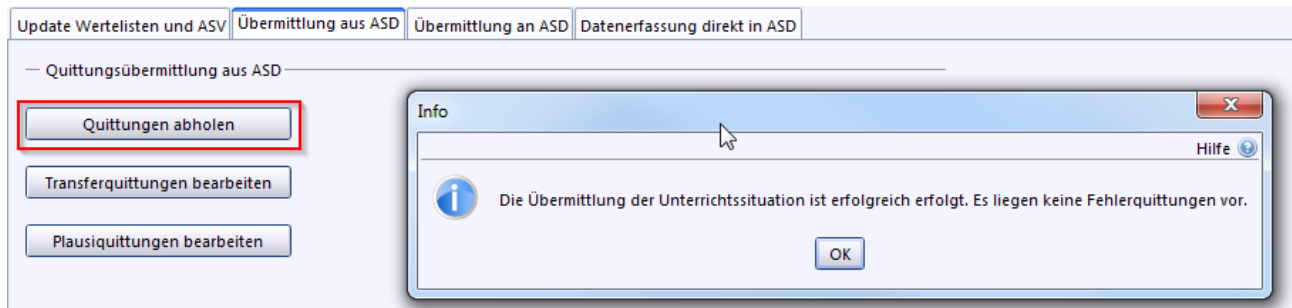 Update Wertelisten und ASV Übermittlung aus ASD Übermittlung an ASD Datenerfassung direkt in ASD
Quittungsübermittlung aus ASD
Quittungen abholen
Transferquittungen bearbeiten
Plausiquittungen bearbeiten
Info
Hilfe
Die Übermittlung der Unterrichtssituation ist erfolgreich erfolgt. Es liegen keine Fehlerquittungen vor.
OK